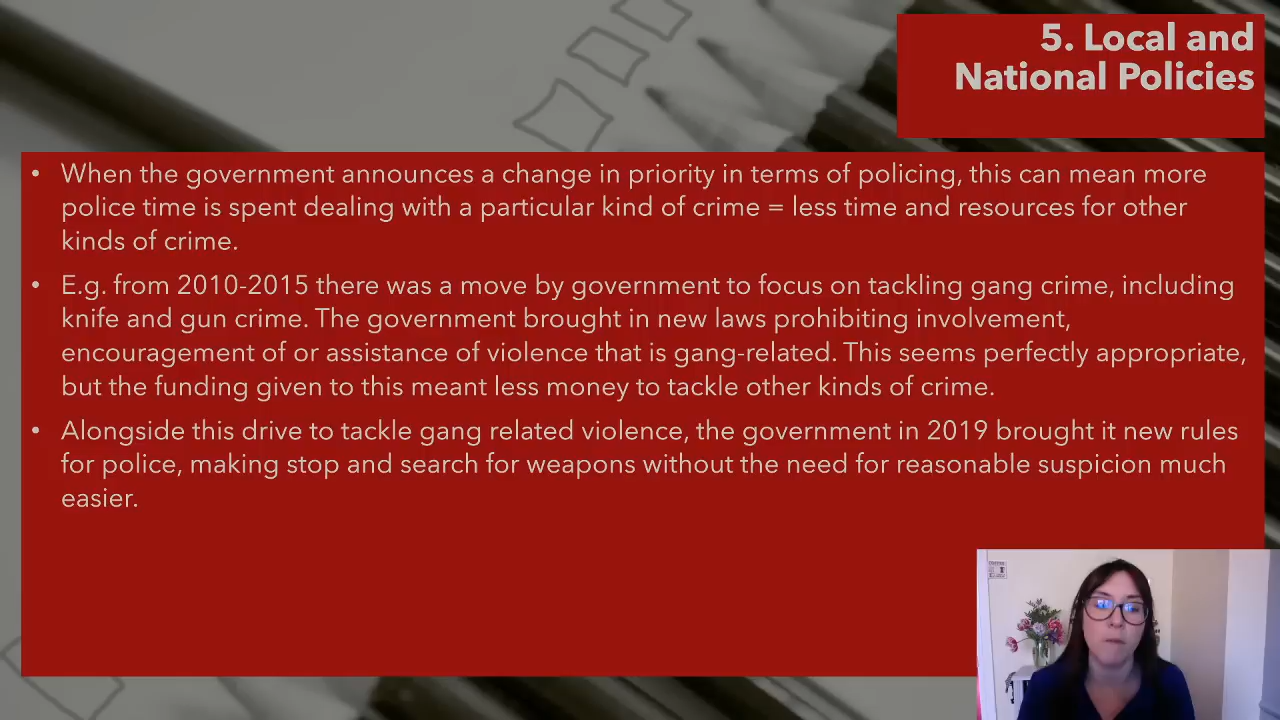 5. Local and
National Policies
• When the government announces a change in priority in terms of policing, this can mean more
police time is spent dealing with a particular kind of crime = less time and resources for other
kinds of crime.
• E.g. from 2010-2015 there was a move by government to focus on tackling gang crime, including
knife and gun crime. The government brought in new laws prohibiting involvement,
encouragement of or assistance of violence that is gang-related. This seems perfectly appropriate,
but the funding given to this meant less money to tackle other kinds of crime.
• Alongside this drive to tackle gang related violence, the government in 2019 brought it new rules
for police, making stop and search for weapons without the need for reasonable suspicion much
easier.